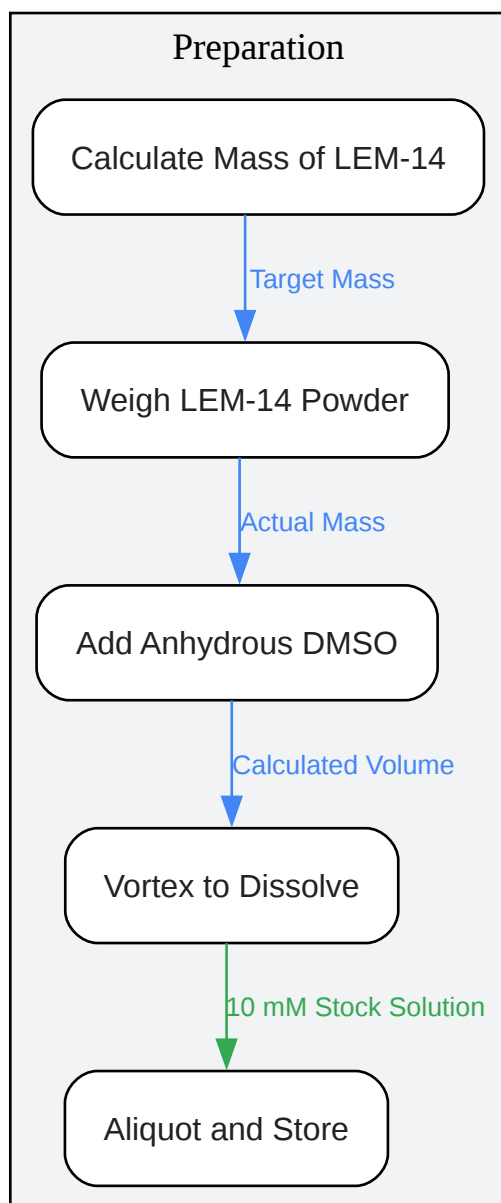 Preparation
Calculate Mass of LEM-14
Target Mass
Weigh LEM-14 Powder
Actual Mass
Add Anhydrous DMSO
Calculated Volume
Vortex to Dissolve
10 mM Stock Solution
Aliquot and Store